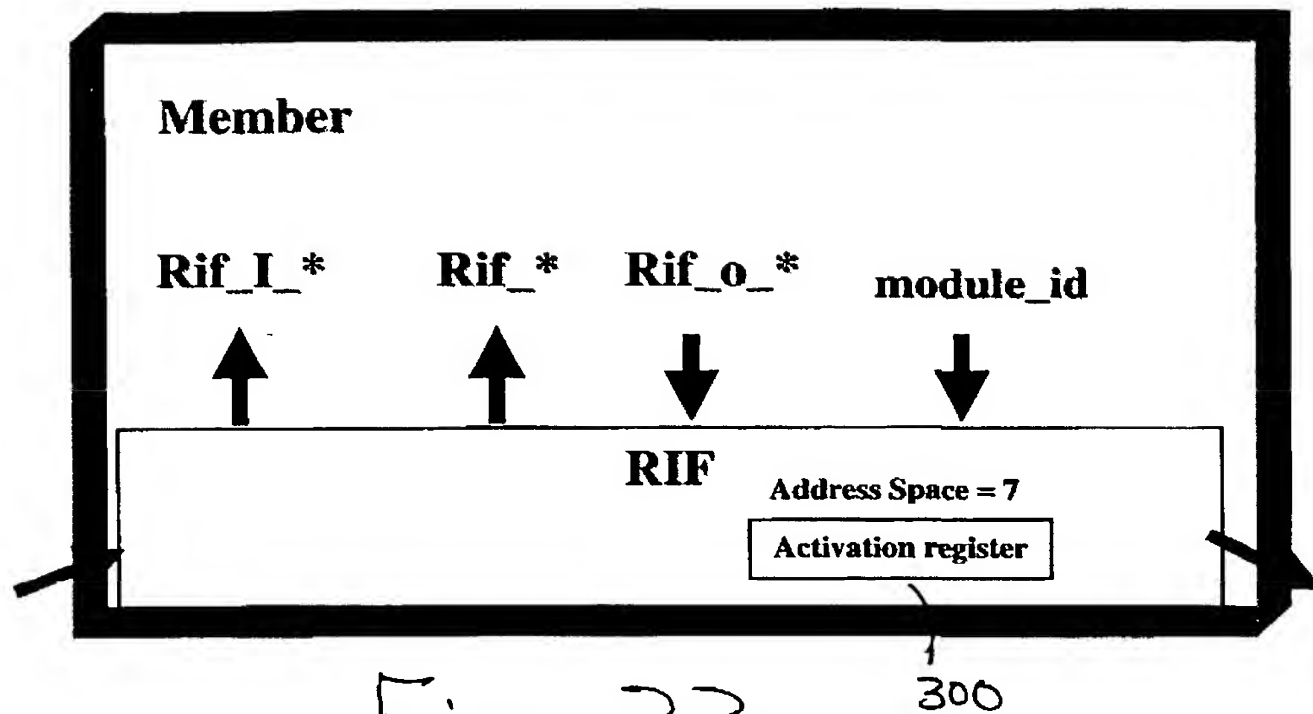 Member
Rif_I_* Rif_* Rif_o_* module_id
RIF
Address Space = 7
Activation register
300